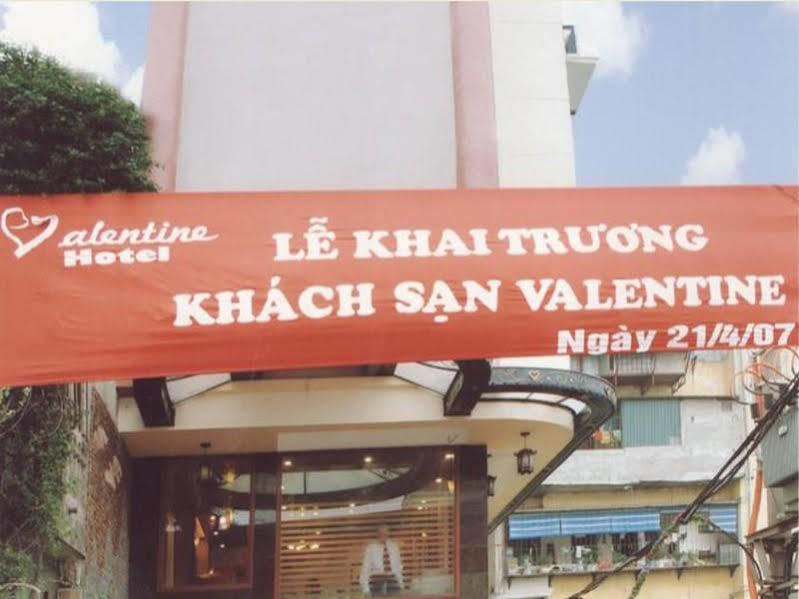 Valentine
Hotel
LỄ KHAI TRƯƠNG
KHÁCH SẠN VALENTINE
Ngày 21/4/07